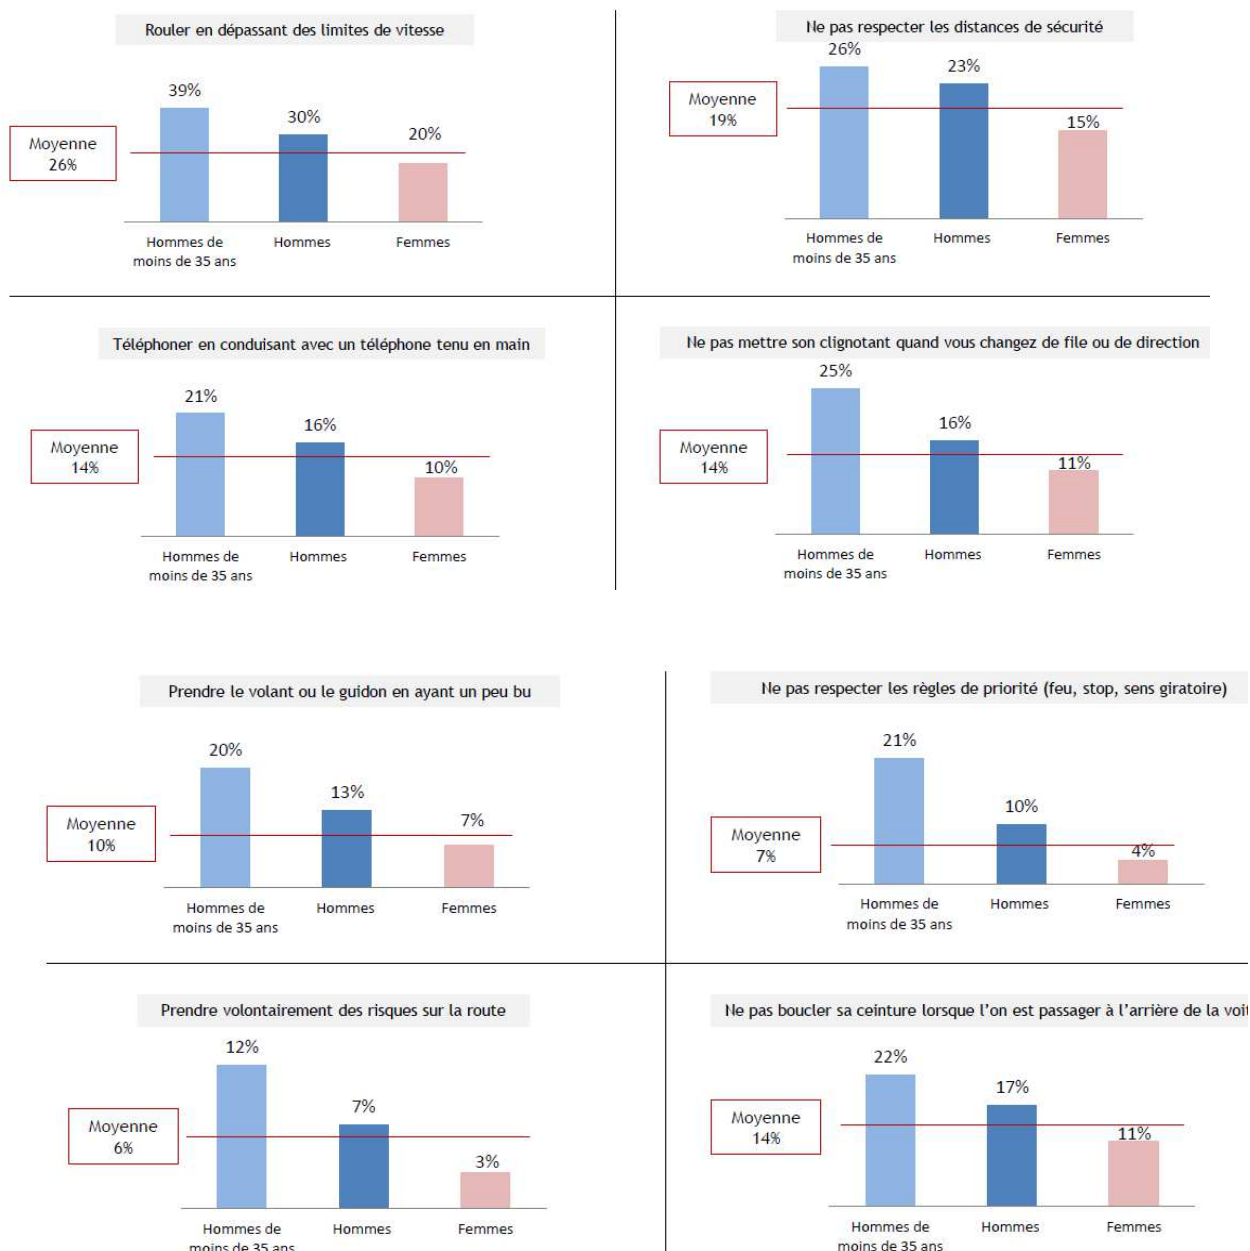 Rouler en dépassant des limites de vitesse
39%
30%
20%
Moyenne
26%
Hommes de
moins de 35 ans
Hommes
Femmes
Ne pas respecter les distances de sécurité
26%
23%
15%
Moyenne
19%
Hommes de
moins de 35 ans
Hommes
Femmes
Téléphoner en conduisant avec un téléphone tenu en main
21%
16%
10%
Moyenne
14%
Hommes de
moins de 35 ans
Hommes
Femmes
Ne pas mettre son clignotant quand vous changez de file ou de direction
25%
16%
11%
Moyenne
14%
Hommes de
moins de 35 ans
Hommes
Femmes
Prendre le volant ou le guidon en ayant un peu bu
20%
13%
7%
Moyenne
10%
Hommes de
moins de 35 ans
Hommes
Femmes
Ne pas respecter les règles de priorité (feu, stop, sens giratoire)
21%
10%
4%
Moyenne
7%
Hommes de
moins de 35 ans
Hommes
Femmes
Prendre volontairement des risques sur la route
12%
7%
3%
Moyenne
6%
Hommes de
moins de 35 ans
Hommes
Femmes
Ne pas boucler sa ceinture lorsque l'on est passager à l'arrière de la voit
22%
17%
11%
Moyenne
14%
Hommes de
moins de 35 ans
Hommes
Femmes